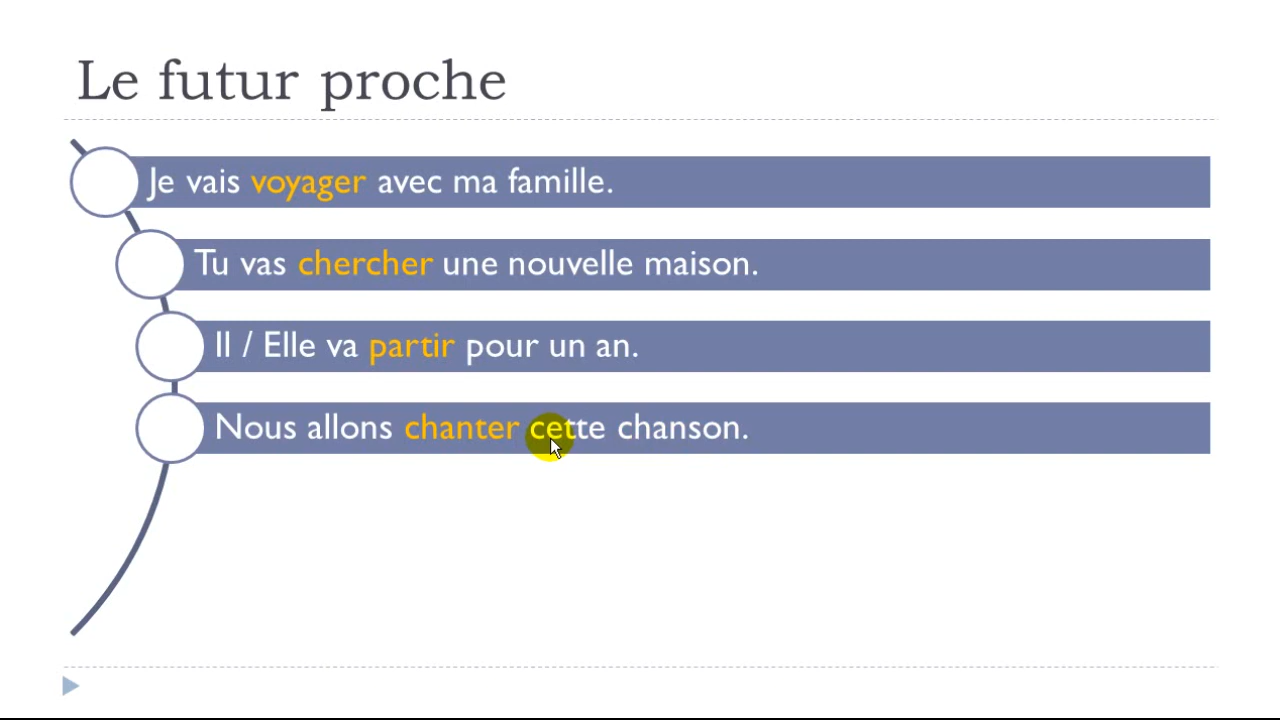 Le futur proche
Je vais voyager avec ma famille.
Tu vas chercher une nouvelle maison.
Il / Elle va partir pour un an.
Nous allons chanter cette chanson.